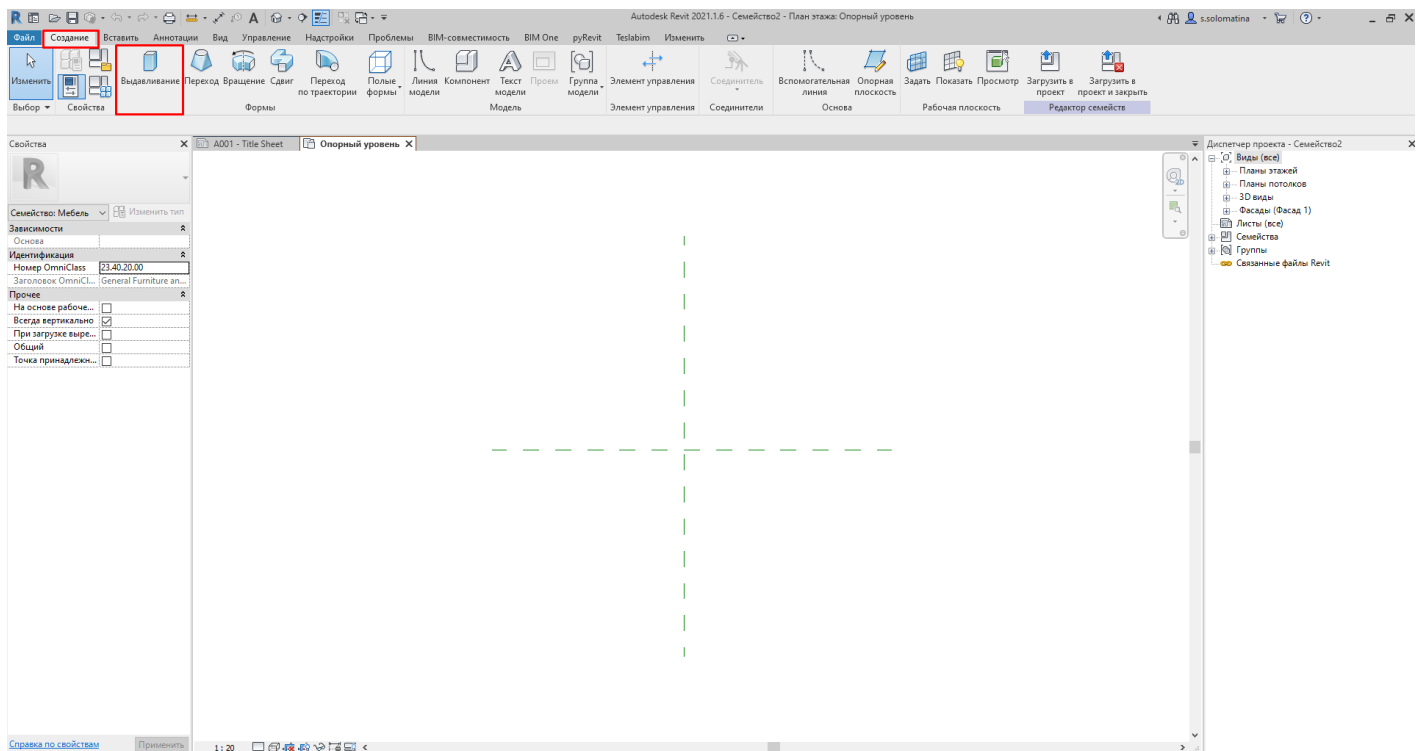 Autodesk Revit 2021.1.6 - Семейство2 - План этажа: Опорный уровень
s.solomatina
Файл Создание Вставить Аннотации Вид Управление Надстройки Проблемы BIM-совместимость BIM One pyRevit Teslabim Изменить
Изменить Выдавливание Переход Вращение Сдвиг Переход по траектории Полые формы Линия модели Компонент Текст модели Проем Группа модели Элемент управления Соединитель Вспомогательная линия Опорная плоскость Задать Показать Просмотр Загрузить в проект Загрузить в проект и закрыть
Выбор Свойства Формы Модель Элемент управления Соединители Основа Рабочая плоскость Редактор семейств
Свойства
A001 - Title Sheet
Опорный уровень
Диспетчер проекта - Семейство2
R
Семейство: Мебель
Изменить тип
Зависимости
Основа
Идентификация
Номер OmniClass 23.40.20.00
Заголовок OmniCl... General Furniture an...
Прочее
На основе рабоче...
Всегда вертикально
При загрузке выре...
Общий
Точка принадлежн...
Виды (все)
Планы этажей
Планы потолков
3D виды
Фасады (Фасад 1)
Листы (все)
Семейства
Группы
Связанные файлы Revit
2D
Справка по свойствам
Применить
1 : 20